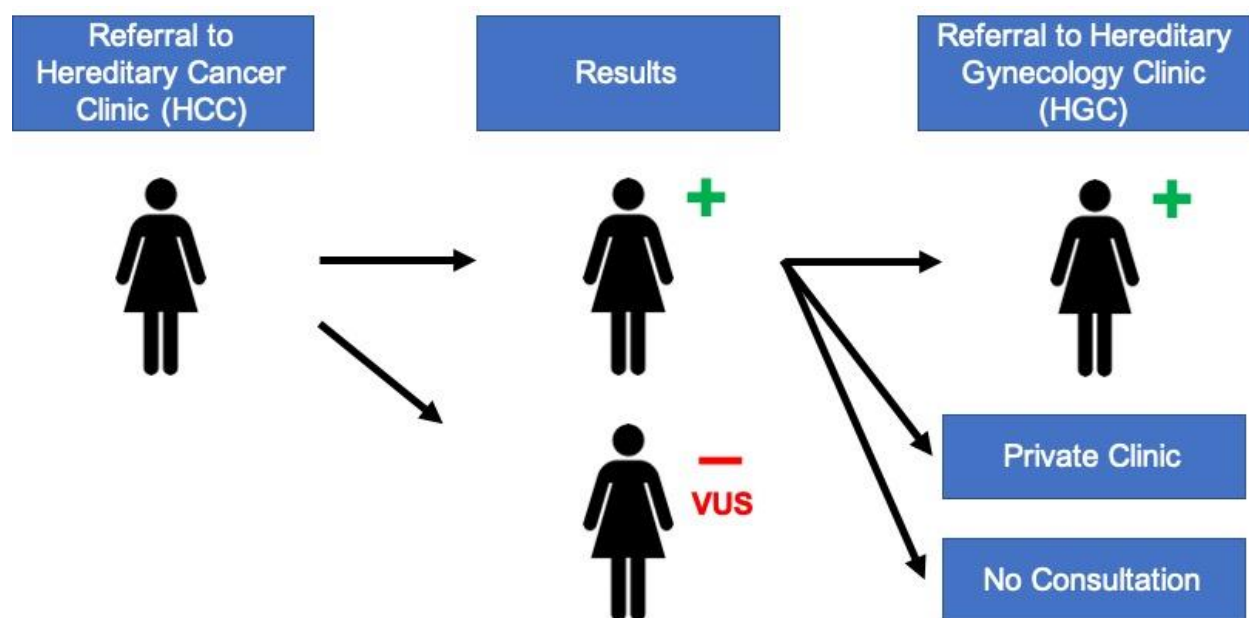 Referral to
Hereditary Cancer
Clinic (HCC)
Results
Referral to Hereditary
Gynecology Clinic
(HGC)
+
+
−
VUS
Private Clinic
No Consultation